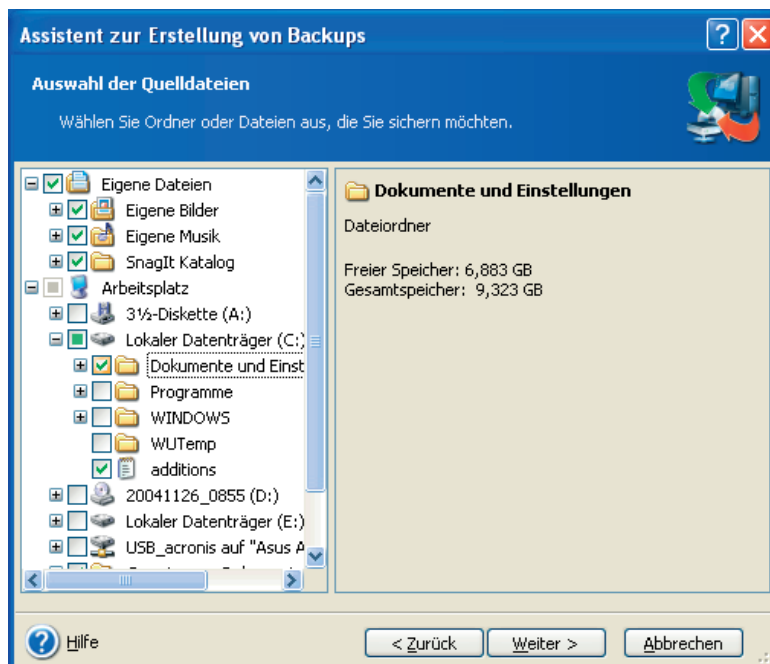 Assistent zur Erstellung von Backups
Auswahl der Quelldateien
Wählen Sie Ordner oder Dateien aus, die Sie sichern möchten.
Eigene Dateien
Eigene Bilder
Eigene Musik
SnagIt Katalog
Arbeitsplatz
3½-Diskette (A:)
Lokaler Datenträger (C:)
Dokumente und Einst
Programme
WINDOWS
WUTemp
additions
20041126_0855 (D:)
Lokaler Datenträger (E:)
USB_acronis auf "Asus A
Dokumente und Einstellungen
Dateiordner
Freier Speicher: 6,883 GB
Gesamtspeicher: 9,323 GB
Hilfe
< Zurück
Weiter >
Abbrechen